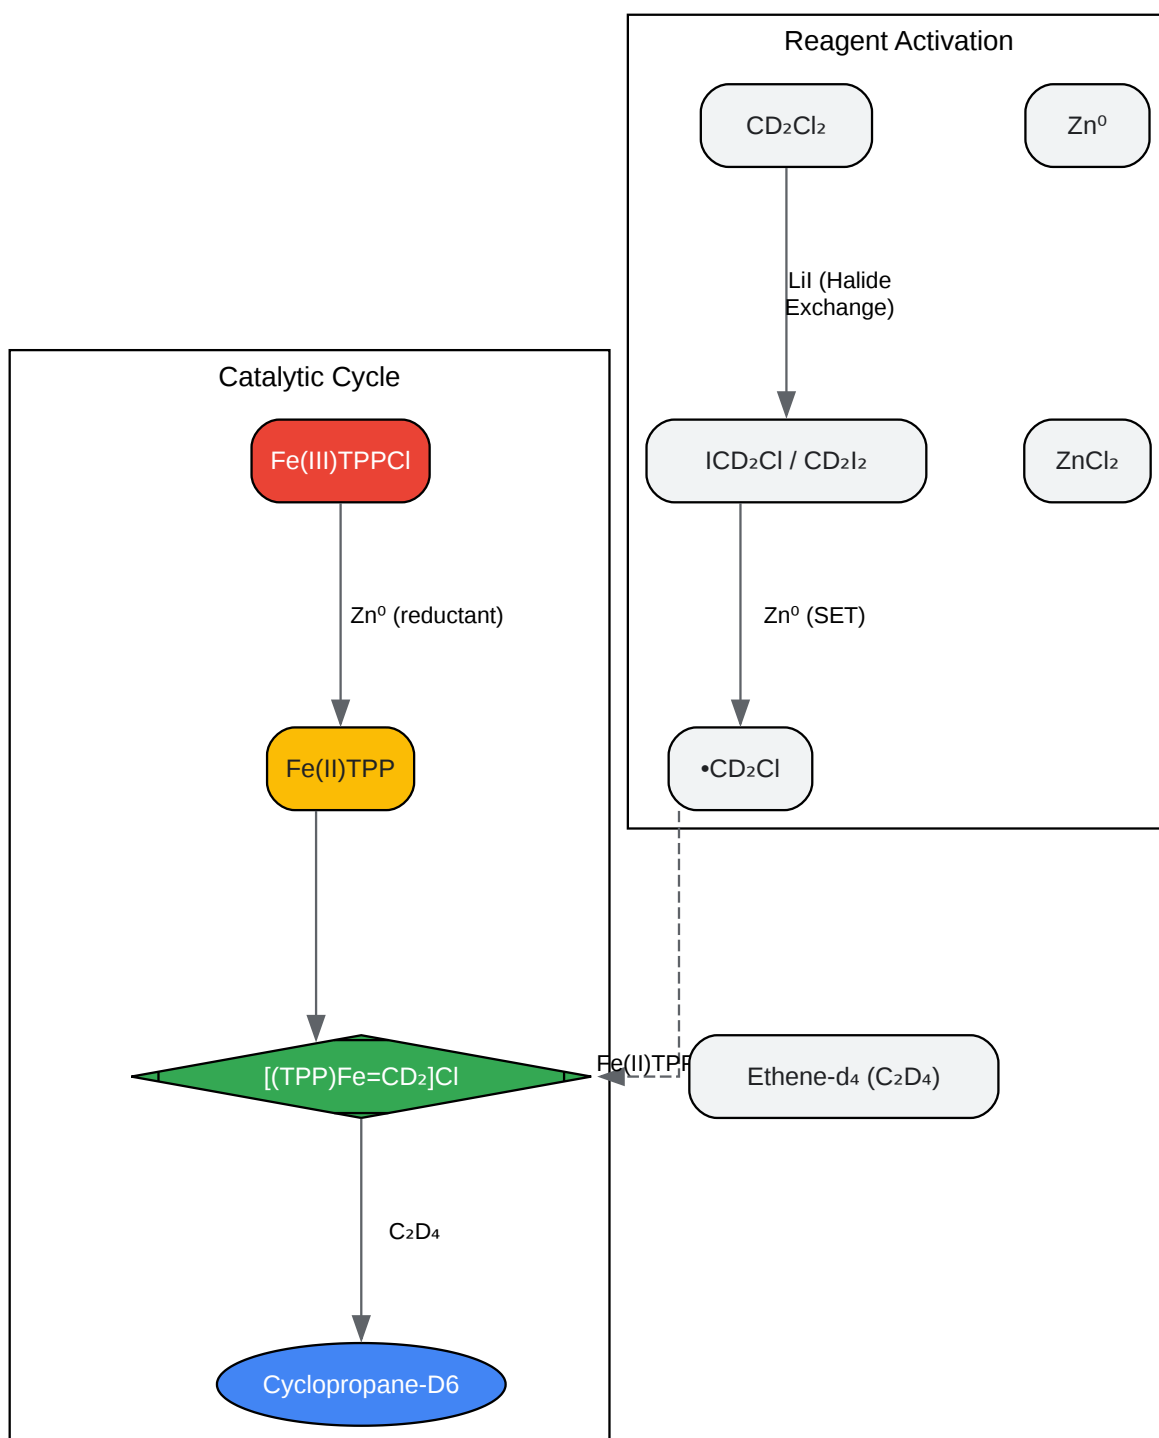 Reagent Activation
CD₂Cl₂
Zn⁰
LiI (Halide
Exchange)
Catalytic Cycle
Fe(III)TPPCl
ICD₂Cl / CD₂I₂
ZnCl₂
Zn⁰ (reductant)
Zn⁰ (SET)
Fe(II)TPP
•CD₂Cl
[(TPP)Fe=CD₂]Cl
Fe(II)TPP
Ethene-d₄ (C₂D₄)
C₂D₄
Cyclopropane-D6